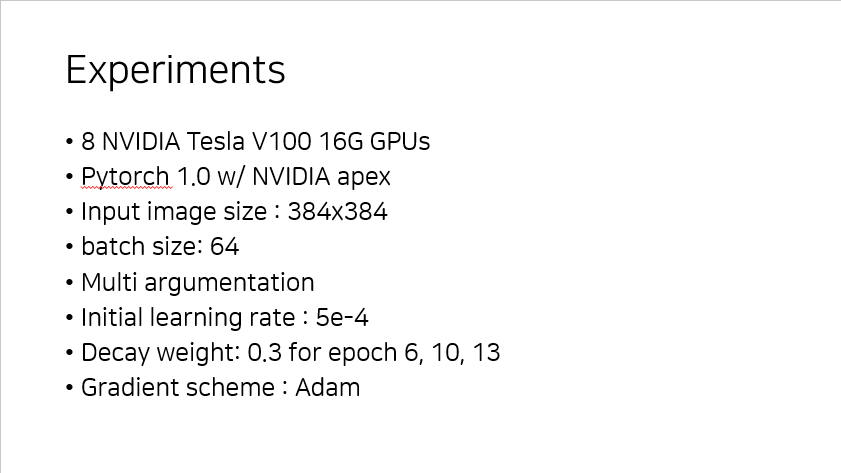 Experiments
• 8 NVIDIA Tesla V100 16G GPUs
• Pytorch 1.0 w/ NVIDIA apex
• Input image size : 384x384
• batch size: 64
• Multi argumentation
• Initial learning rate : 5e-4
• Decay weight: 0.3 for epoch 6, 10, 13
• Gradient scheme : Adam